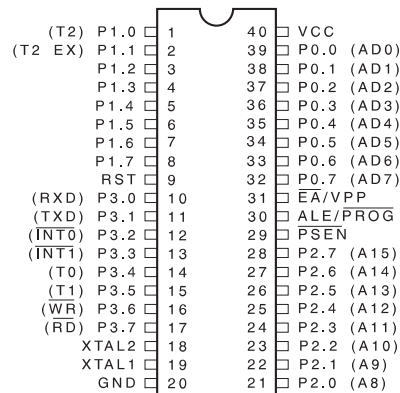 (T2) P1.0 1 40 VCC
(T2 EX) P1.1 2 39 P0.0 (AD0)
P1.2 3 38 P0.1 (AD1)
P1.3 4 37 P0.2 (AD2)
P1.4 5 36 P0.3 (AD3)
P1.5 6 35 P0.4 (AD4)
P1.6 7 34 P0.5 (AD5)
P1.7 8 33 P0.6 (AD6)
RST 9 32 P0.7 (AD7)
(RXD) P3.0 10 31 E̅A̅/VPP
(TXD) P3.1 11 30 ALE/P̅R̅O̅G̅
(I̅N̅T̅0̅) P3.2 12 29 P̅S̅E̅N̅
(I̅N̅T̅1̅) P3.3 13 28 P2.7 (A15)
(T0) P3.4 14 27 P2.6 (A14)
(T1) P3.5 15 26 P2.5 (A13)
(W̅R̅) P3.6 16 25 P2.4 (A12)
(R̅D̅) P3.7 17 24 P2.3 (A11)
XTAL2 18 23 P2.2 (A10)
XTAL1 19 22 P2.1 (A9)
GND 20 21 P2.0 (A8)